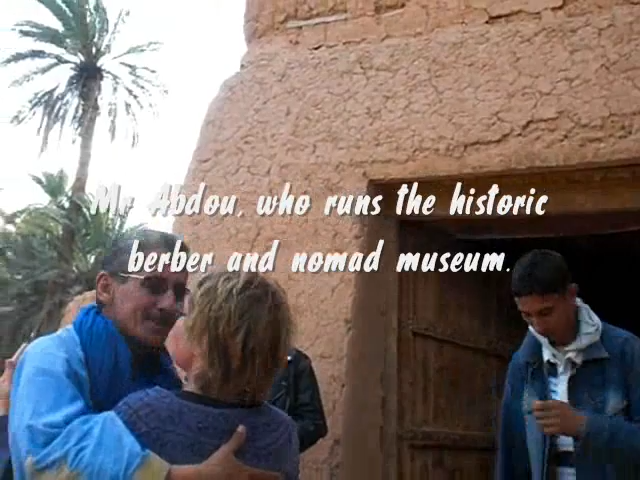 Mr Abdou, who runs the historic
berber and nomad museum.